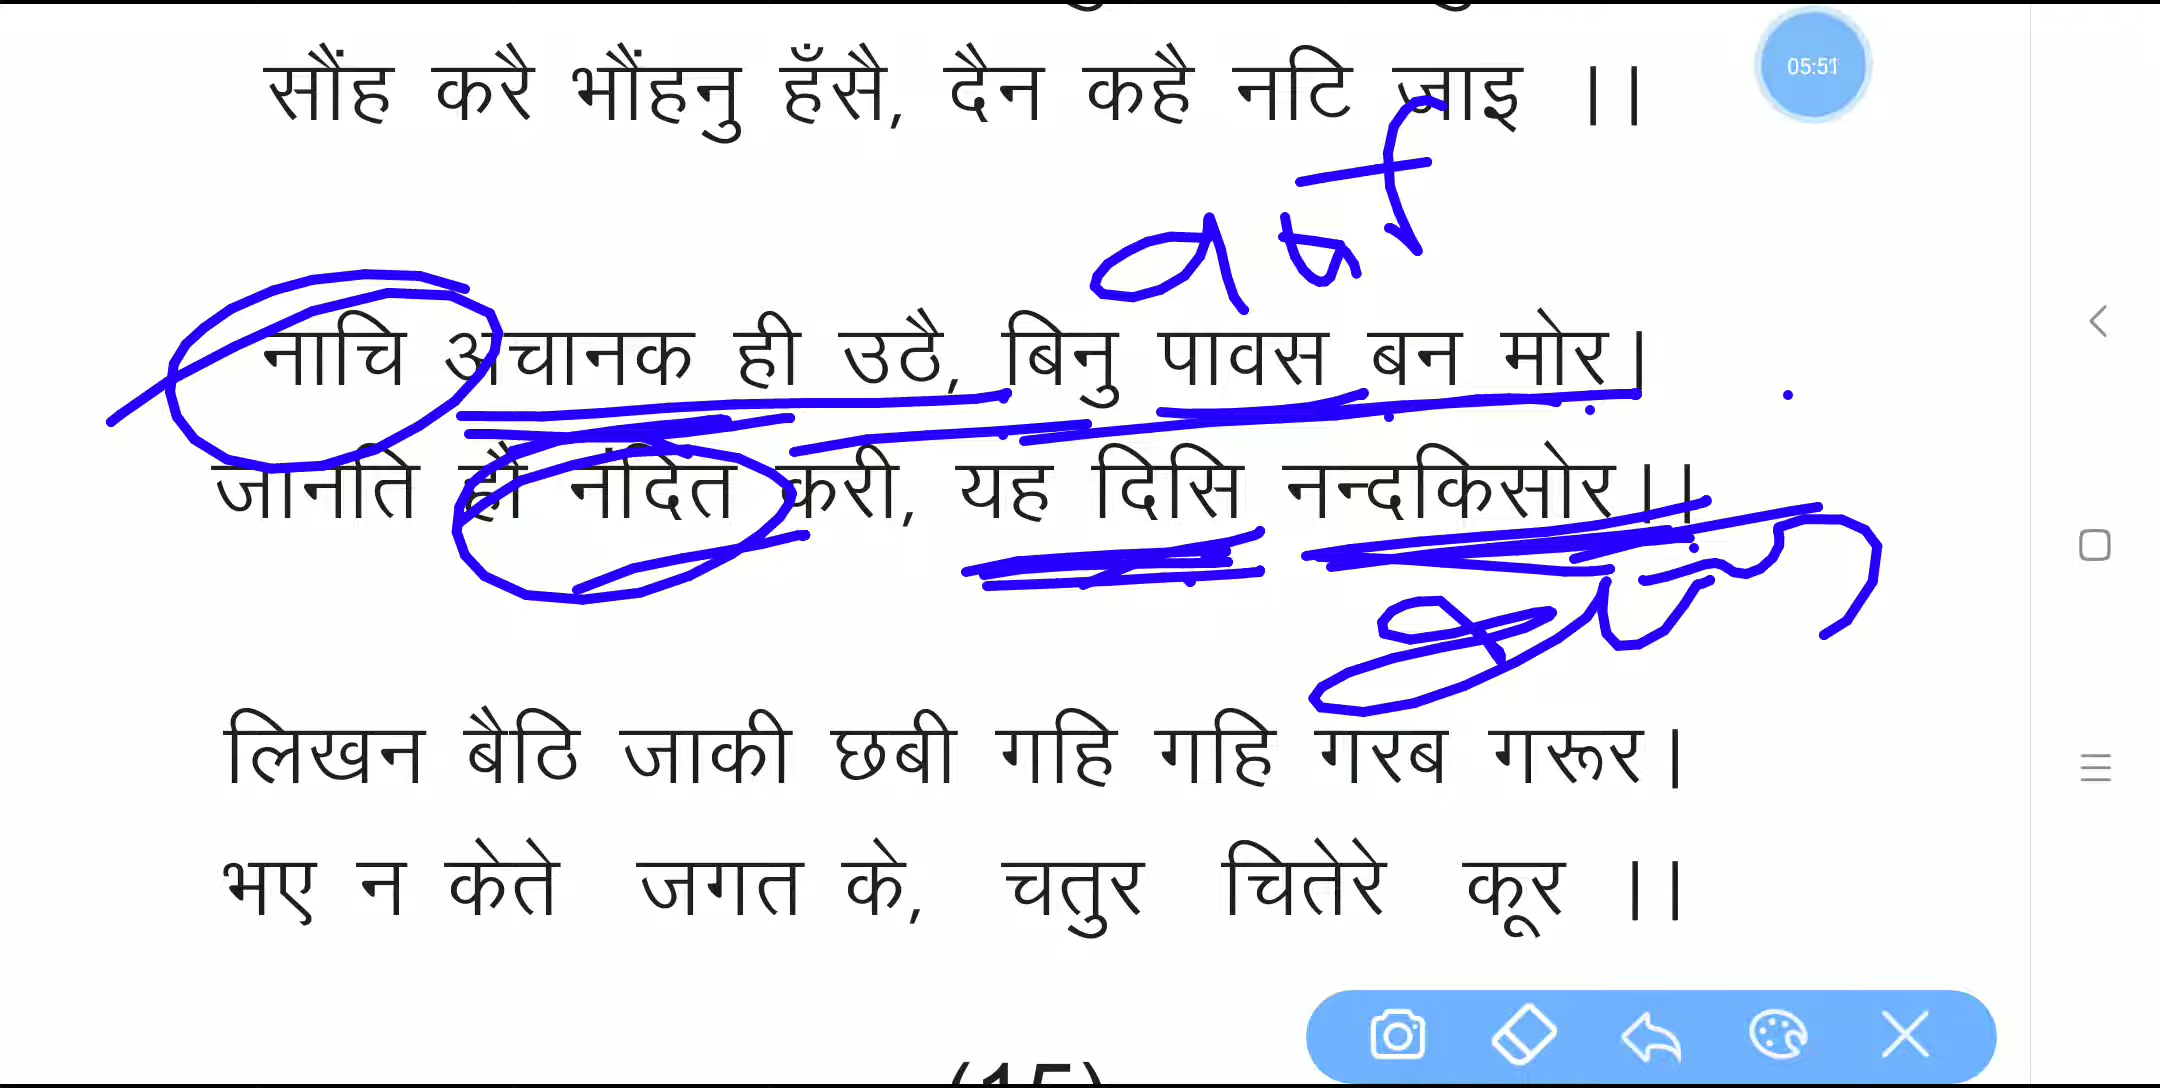 सौंह करै भौंहनु हँसै, दैन कहै नटि जाइ ।।
05:51
नाचि अचानक ही उठै, बिनु पावस बन मोर।
जानति हौं नंदित करी, यह दिसि नन्दकिसोर।।
लिखन बैठि जाकी छबी गहि गहि गरब गरूर।
भए न केते जगत के, चतुर चितेरे कूर ।।